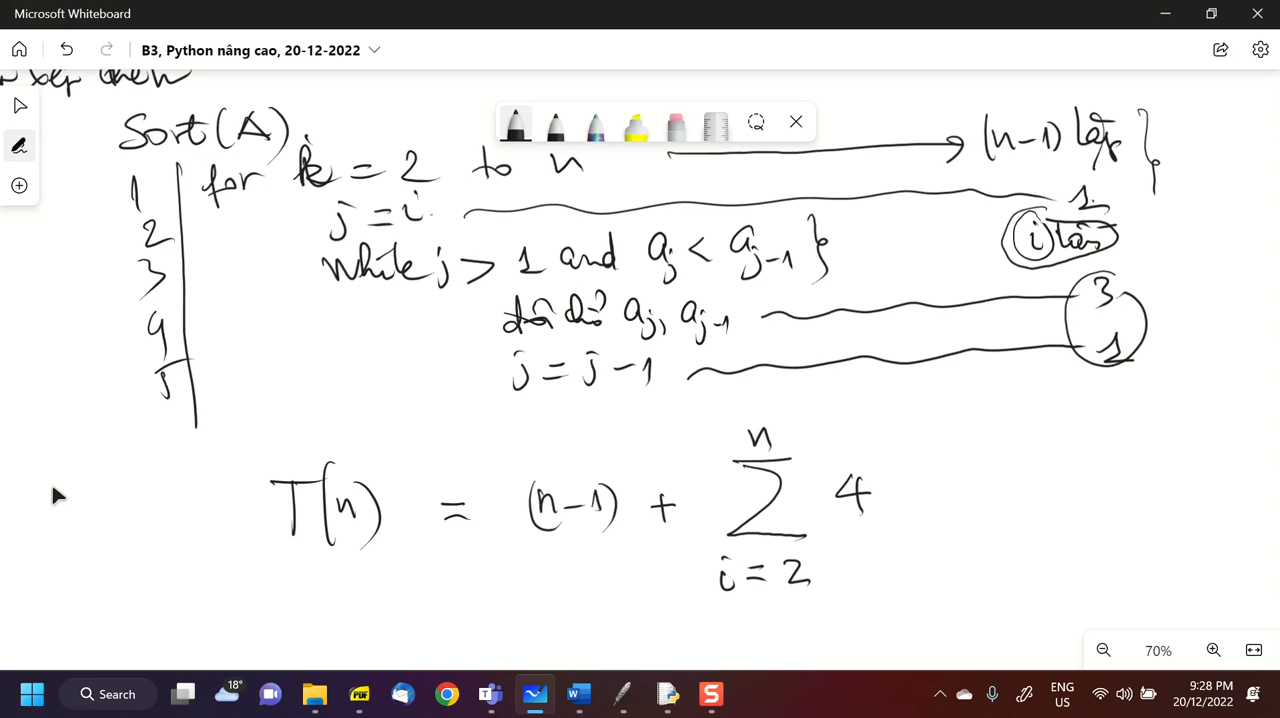 Microsoft Whiteboard
B3, Python nâng cao, 20-12-2022
Sort(A)
1 for i = 2 to n (n-1) lặp
2 j = i 1
3 while j > 1 and aj < aj-1 i lần
4 đổi chỗ aj, aj-1 3
5 j = j - 1 1
T(n) = (n-1) + n∑i=2 4
70%
Search
18°
PDF
ENG
US
9:28 PM
20/12/2022